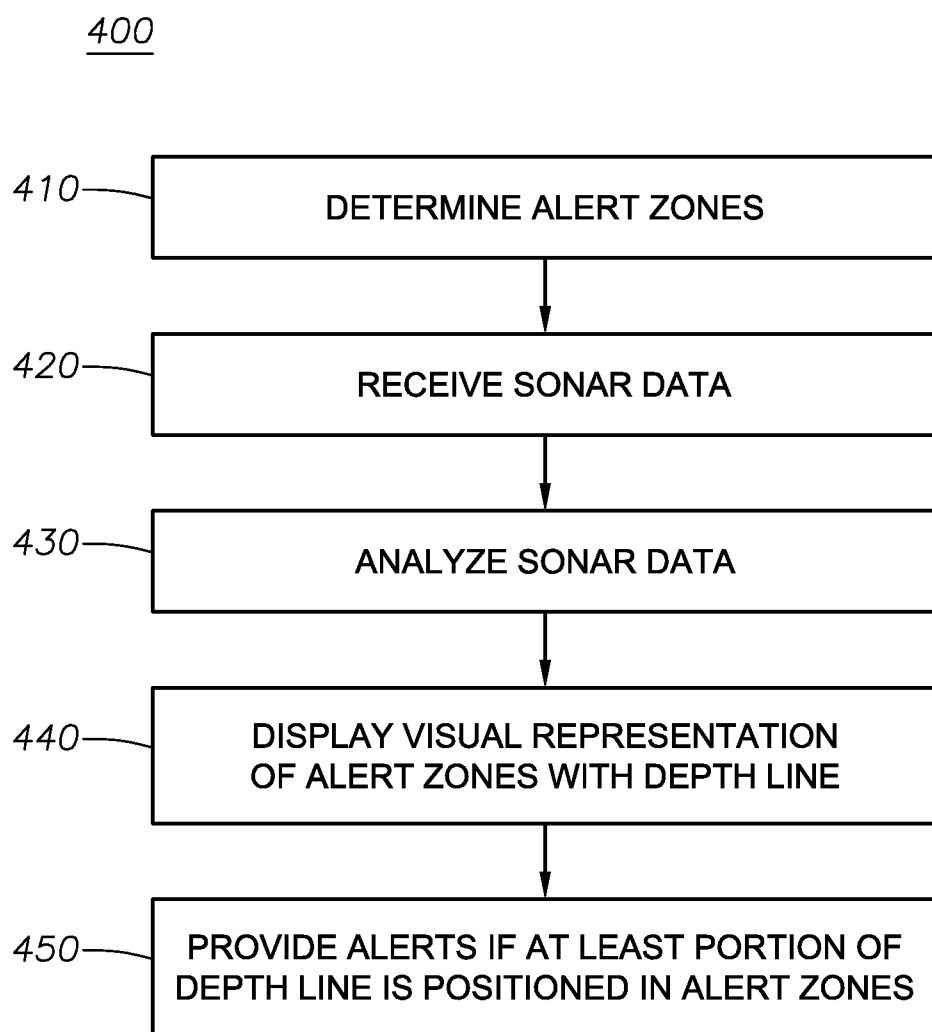 400
410
DETERMINE ALERT ZONES
420
RECEIVE SONAR DATA
430
ANALYZE SONAR DATA
440
DISPLAY VISUAL REPRESENTATION
OF ALERT ZONES WITH DEPTH LINE
450
PROVIDE ALERTS IF AT LEAST PORTION OF
DEPTH LINE IS POSITIONED IN ALERT ZONES